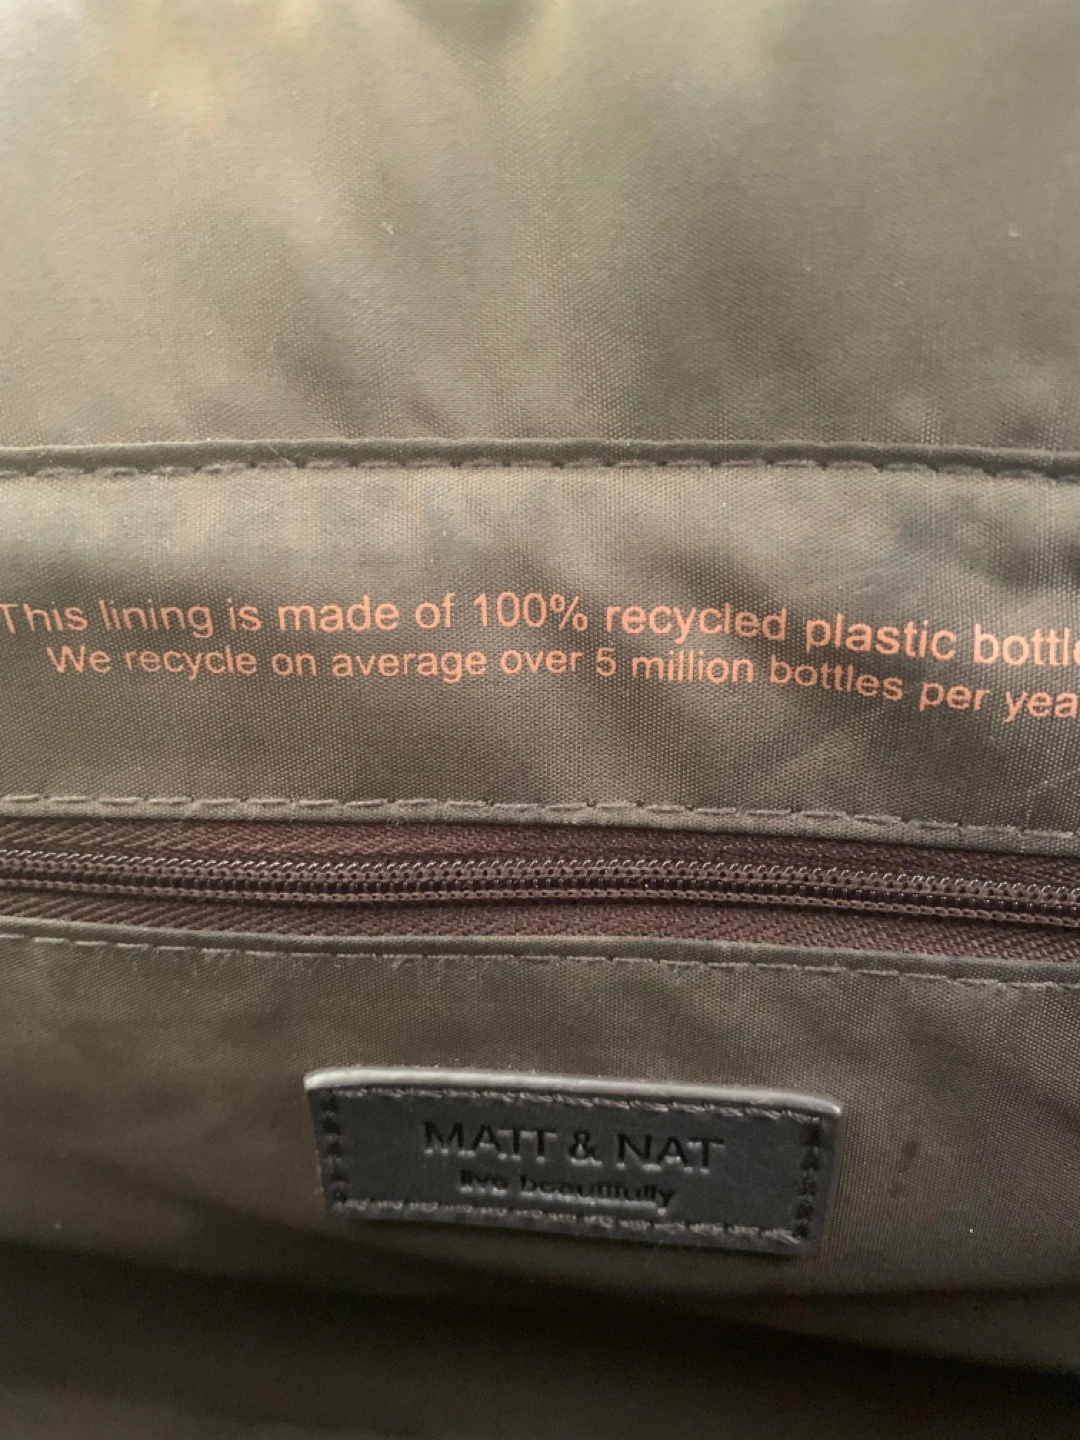 This lining is made of 100% recycled plastic bottle
We recycle on average over 5 million bottles per yea
MATT & NAT
live beautifully